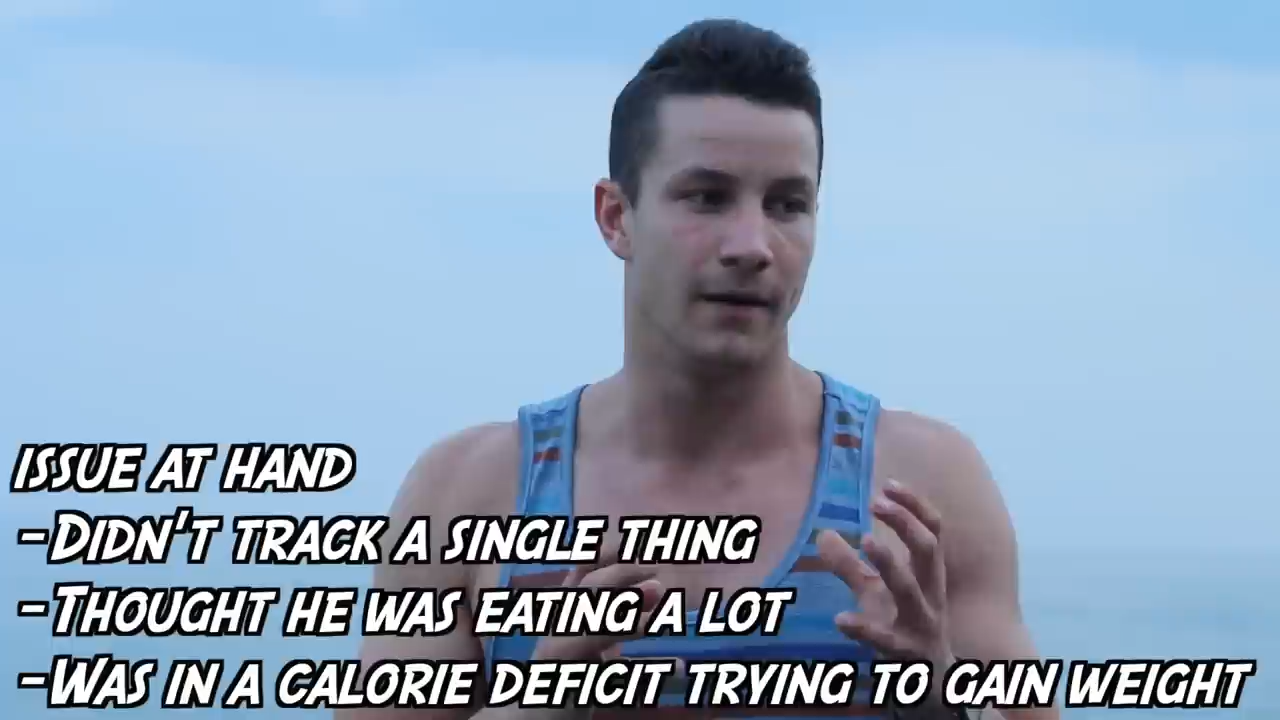 ISSUE AT HAND
-DIDN'T TRACK A SINGLE THING
-THOUGHT HE WAS EATING A LOT
-WAS IN A CALORIE DEFICIT TRYING TO GAIN WEIGHT